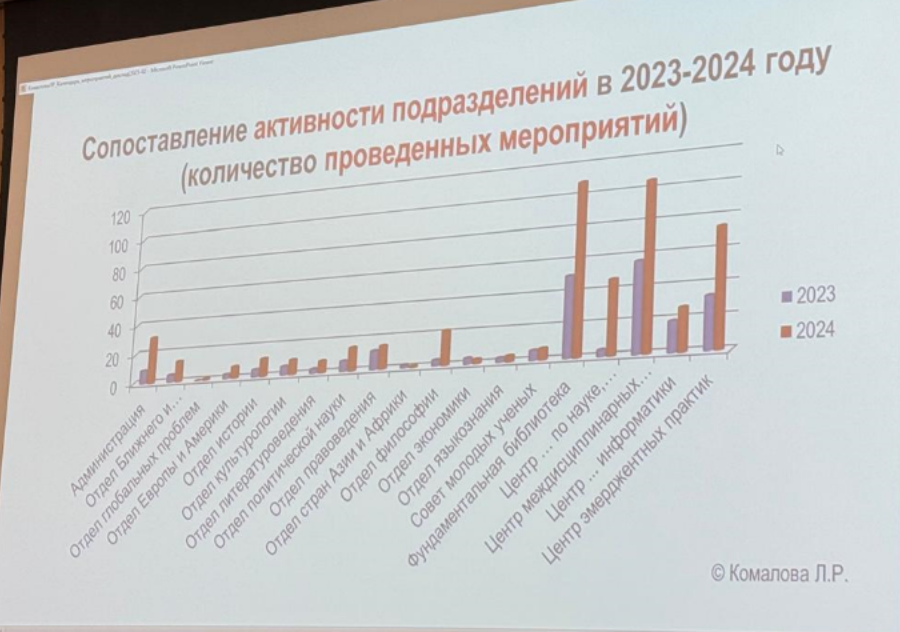 Сопоставление активности подразделений в 2023-2024 году
(количество проведенных мероприятий)
120
100
80
60
40
20
0
2023
2024
Администрация
Отдел Ближнего и…
Отдел глобальных проблем
Отдел Европы и Америки
Отдел истории
Отдел культурологии
Отдел литературоведения
Отдел политической науки
Отдел правоведения
Отдел стран Азии и Африки
Отдел философии
Отдел экономики
Отдел языкознания
Совет молодых ученых
Фундаментальная библиотека
Центр … по науке,…
Центр междисциплинарных…
Центр … информатики
Центр эмерджентных практик
© Комалова Л.Р.